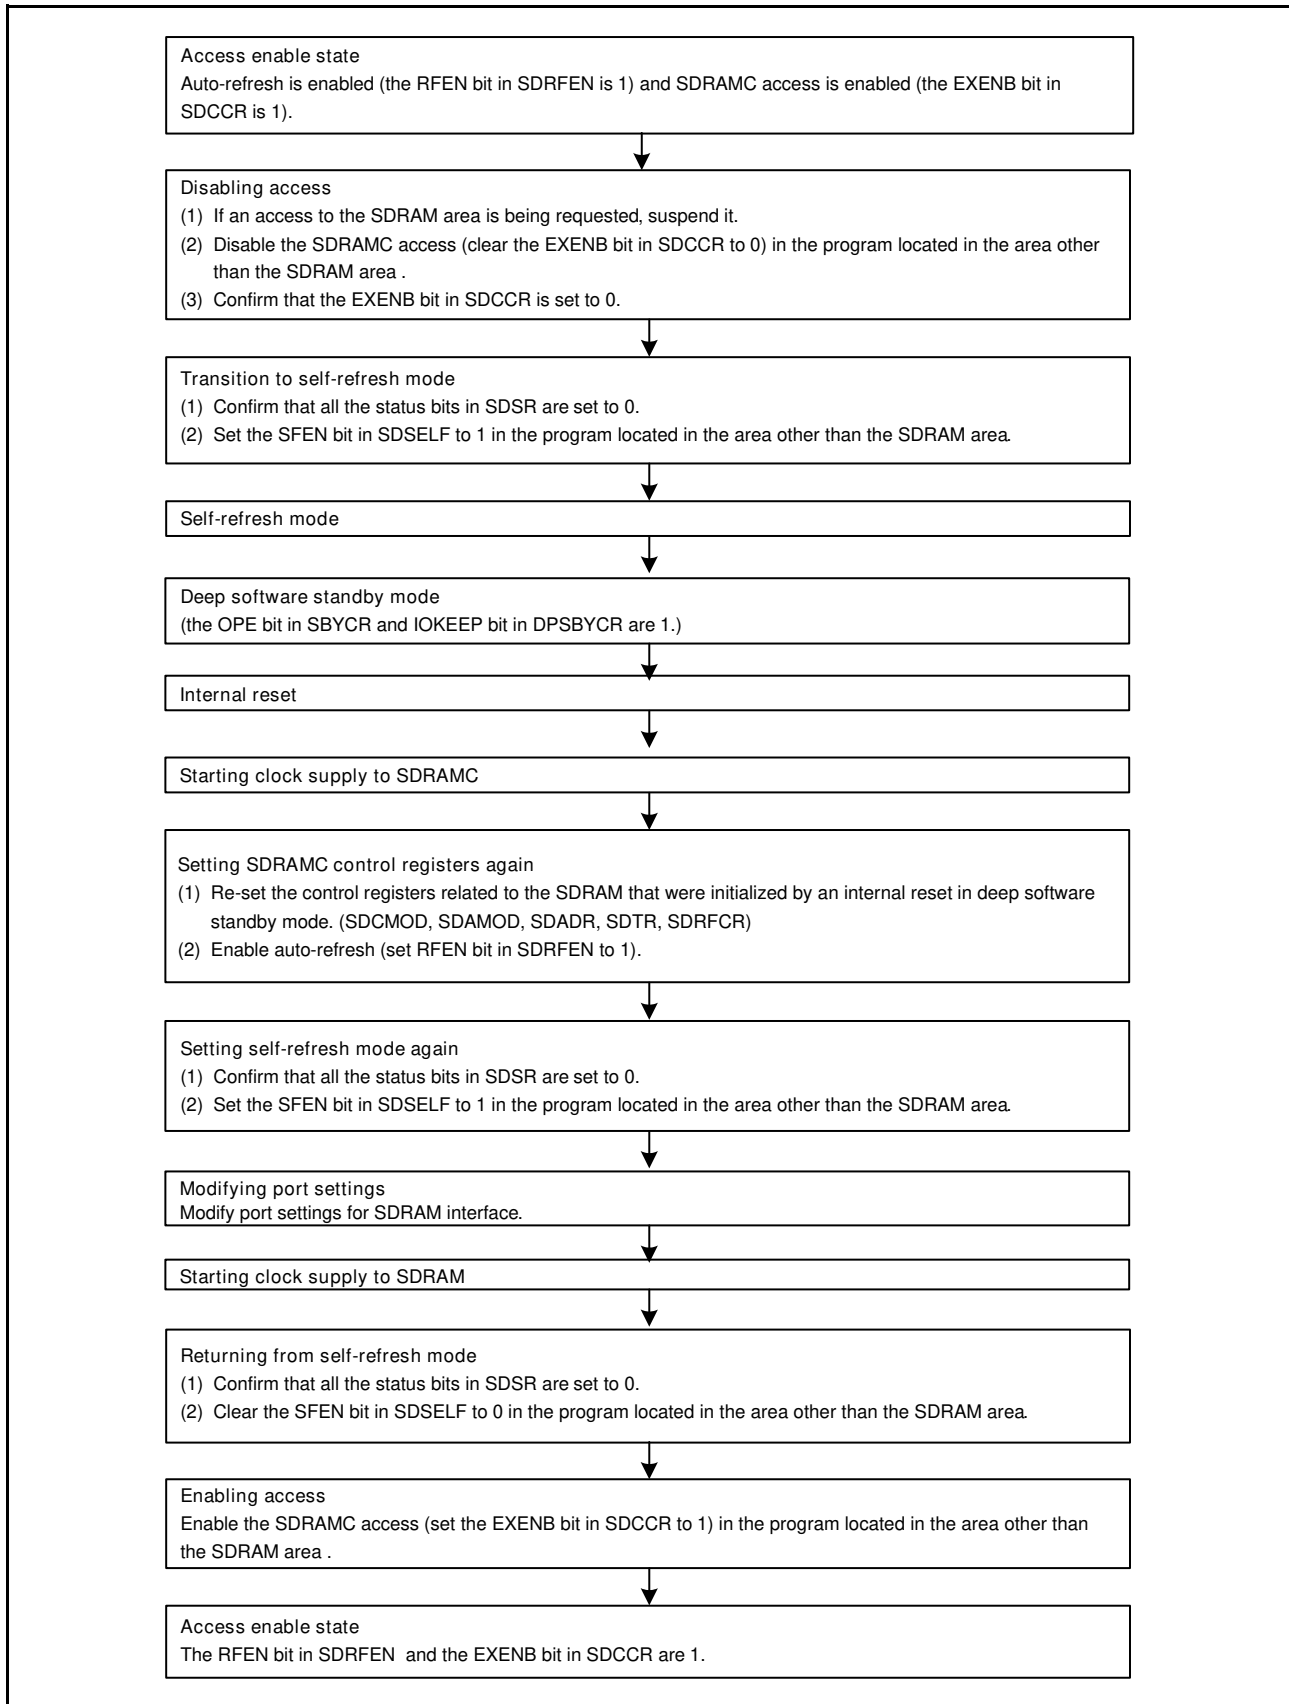 Access enable state
Auto-refresh is enabled (the RFEN bit in SDRFEN is 1) and SDRAMC access is enabled (the EXENB bit in
SDCCR is 1).
Disabling access
(1) If an access to the SDRAM area is being requested, suspend it.
(2) Disable the SDRAMC access (clear the EXENB bit in SDCCR to 0) in the program located in the area other
than the SDRAM area .
(3) Confirm that the EXENB bit in SDCCR is set to 0.
Transition to self-refresh mode
(1) Confirm that all the status bits in SDSR are set to 0.
(2) Set the SFEN bit in SDSELF to 1 in the program located in the area other than the SDRAM area.
Self-refresh mode
Deep software standby mode
(the OPE bit in SBYCR and IOKEEP bit in DPSBYCR are 1.)
Internal reset
Starting clock supply to SDRAMC
Setting SDRAMC control registers again
(1) Re-set the control registers related to the SDRAM that were initialized by an internal reset in deep software
standby mode. (SDCMOD, SDAMOD, SDADR, SDTR, SDRFCR)
(2) Enable auto-refresh (set RFEN bit in SDRFEN to 1).
Setting self-refresh mode again
(1) Confirm that all the status bits in SDSR are set to 0.
(2) Set the SFEN bit in SDSELF to 1 in the program located in the area other than the SDRAM area.
Modifying port settings
Modify port settings for SDRAM interface.
Starting clock supply to SDRAM
Returning from self-refresh mode
(1) Confirm that all the status bits in SDSR are set to 0.
(2) Clear the SFEN bit in SDSELF to 0 in the program located in the area other than the SDRAM area.
Enabling access
Enable the SDRAMC access (set the EXENB bit in SDCCR to 1) in the program located in the area other than
the SDRAM area .
Access enable state
The RFEN bit in SDRFEN and the EXENB bit in SDCCR are 1.